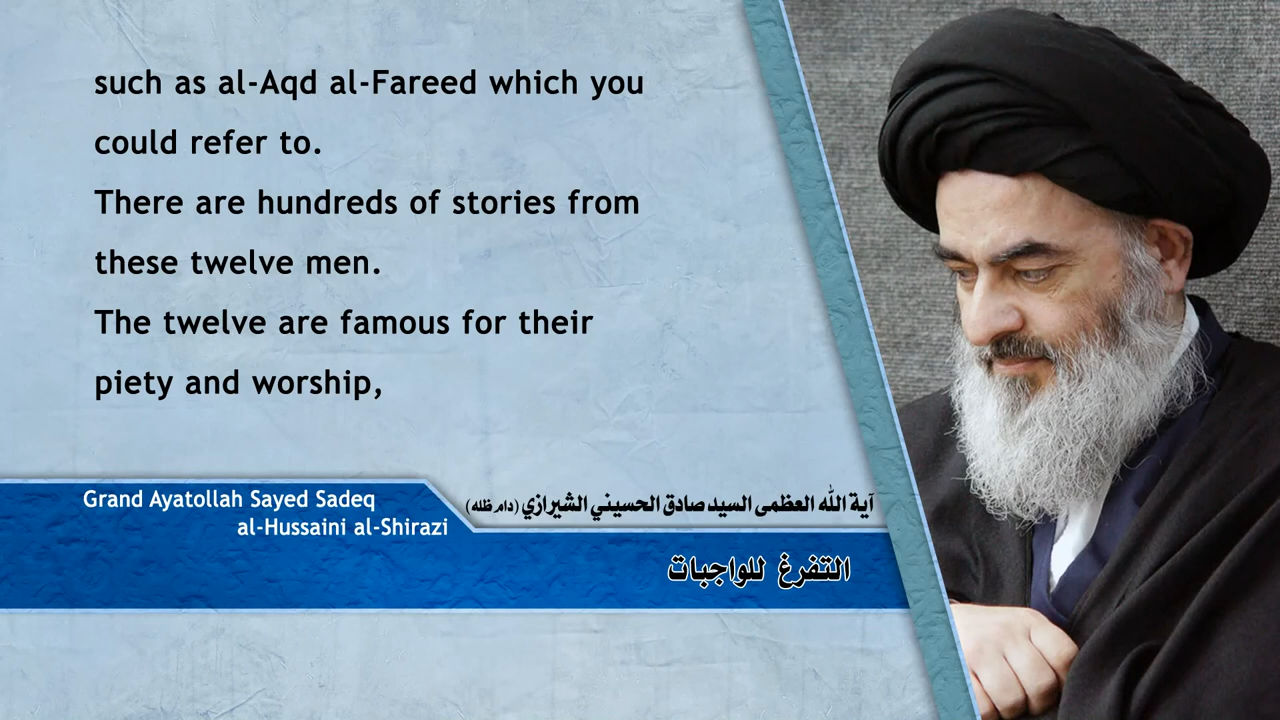 such as al-Aqd al-Fareed which you
could refer to.
There are hundreds of stories from
these twelve men.
The twelve are famous for their
piety and worship,
Grand Ayatollah Sayed Sadeq
al-Hussaini al-Shirazi
آية الله العظمى السيد صادق الحسيني الشيرازي (دام ظله)
التفرغ للواجبات